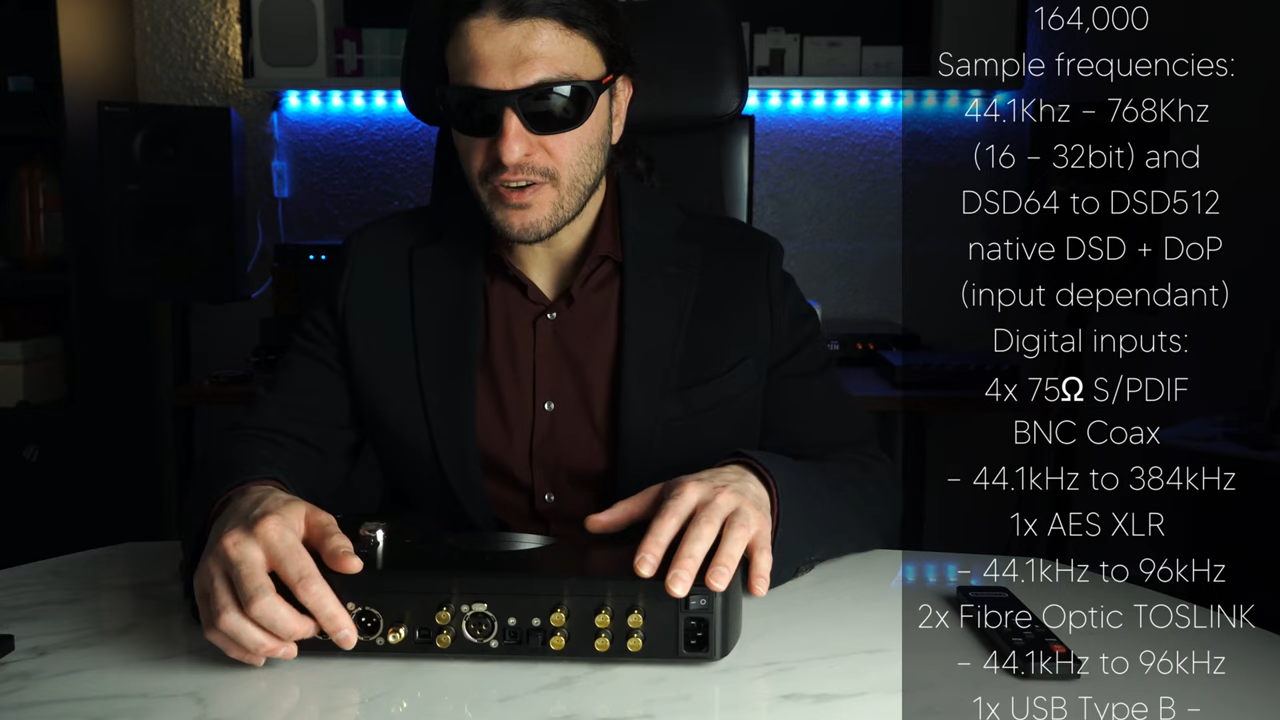 164,000
Sample frequencies:
44.1Khz – 768Khz
(16 – 32bit) and
DSD64 to DSD512
native DSD + DoP
(input dependant)
Digital inputs:
4x 75Ω S/PDIF
BNC Coax
– 44.1kHz to 384kHz
1x AES XLR
– 44.1kHz to 96kHz
2x Fibre Optic TOSLINK
– 44.1kHz to 96kHz
1x USB Type B –